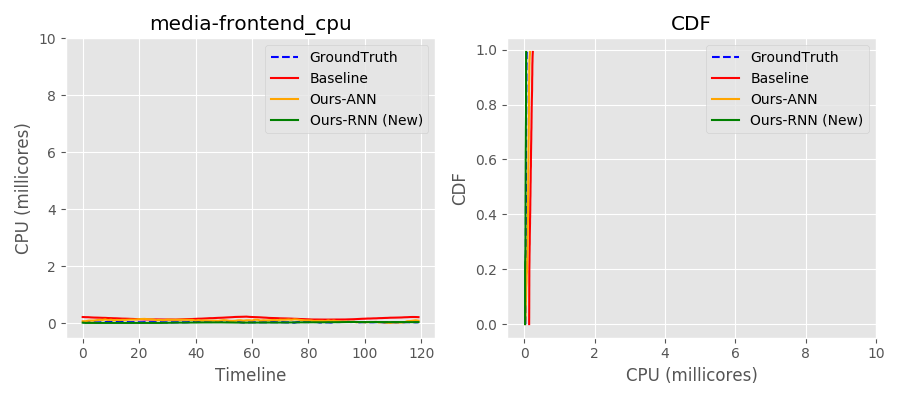 media-frontend_cpu
CPU (millicores)
10
8
6
4
2
0
0 20 40 60 80 100 120
Timeline
GroundTruth
Baseline
Ours-ANN
Ours-RNN (New)
CDF
CDF
1.0
0.8
0.6
0.4
0.2
0.0
0 2 4 6 8 10
CPU (millicores)
GroundTruth
Baseline
Ours-ANN
Ours-RNN (New)